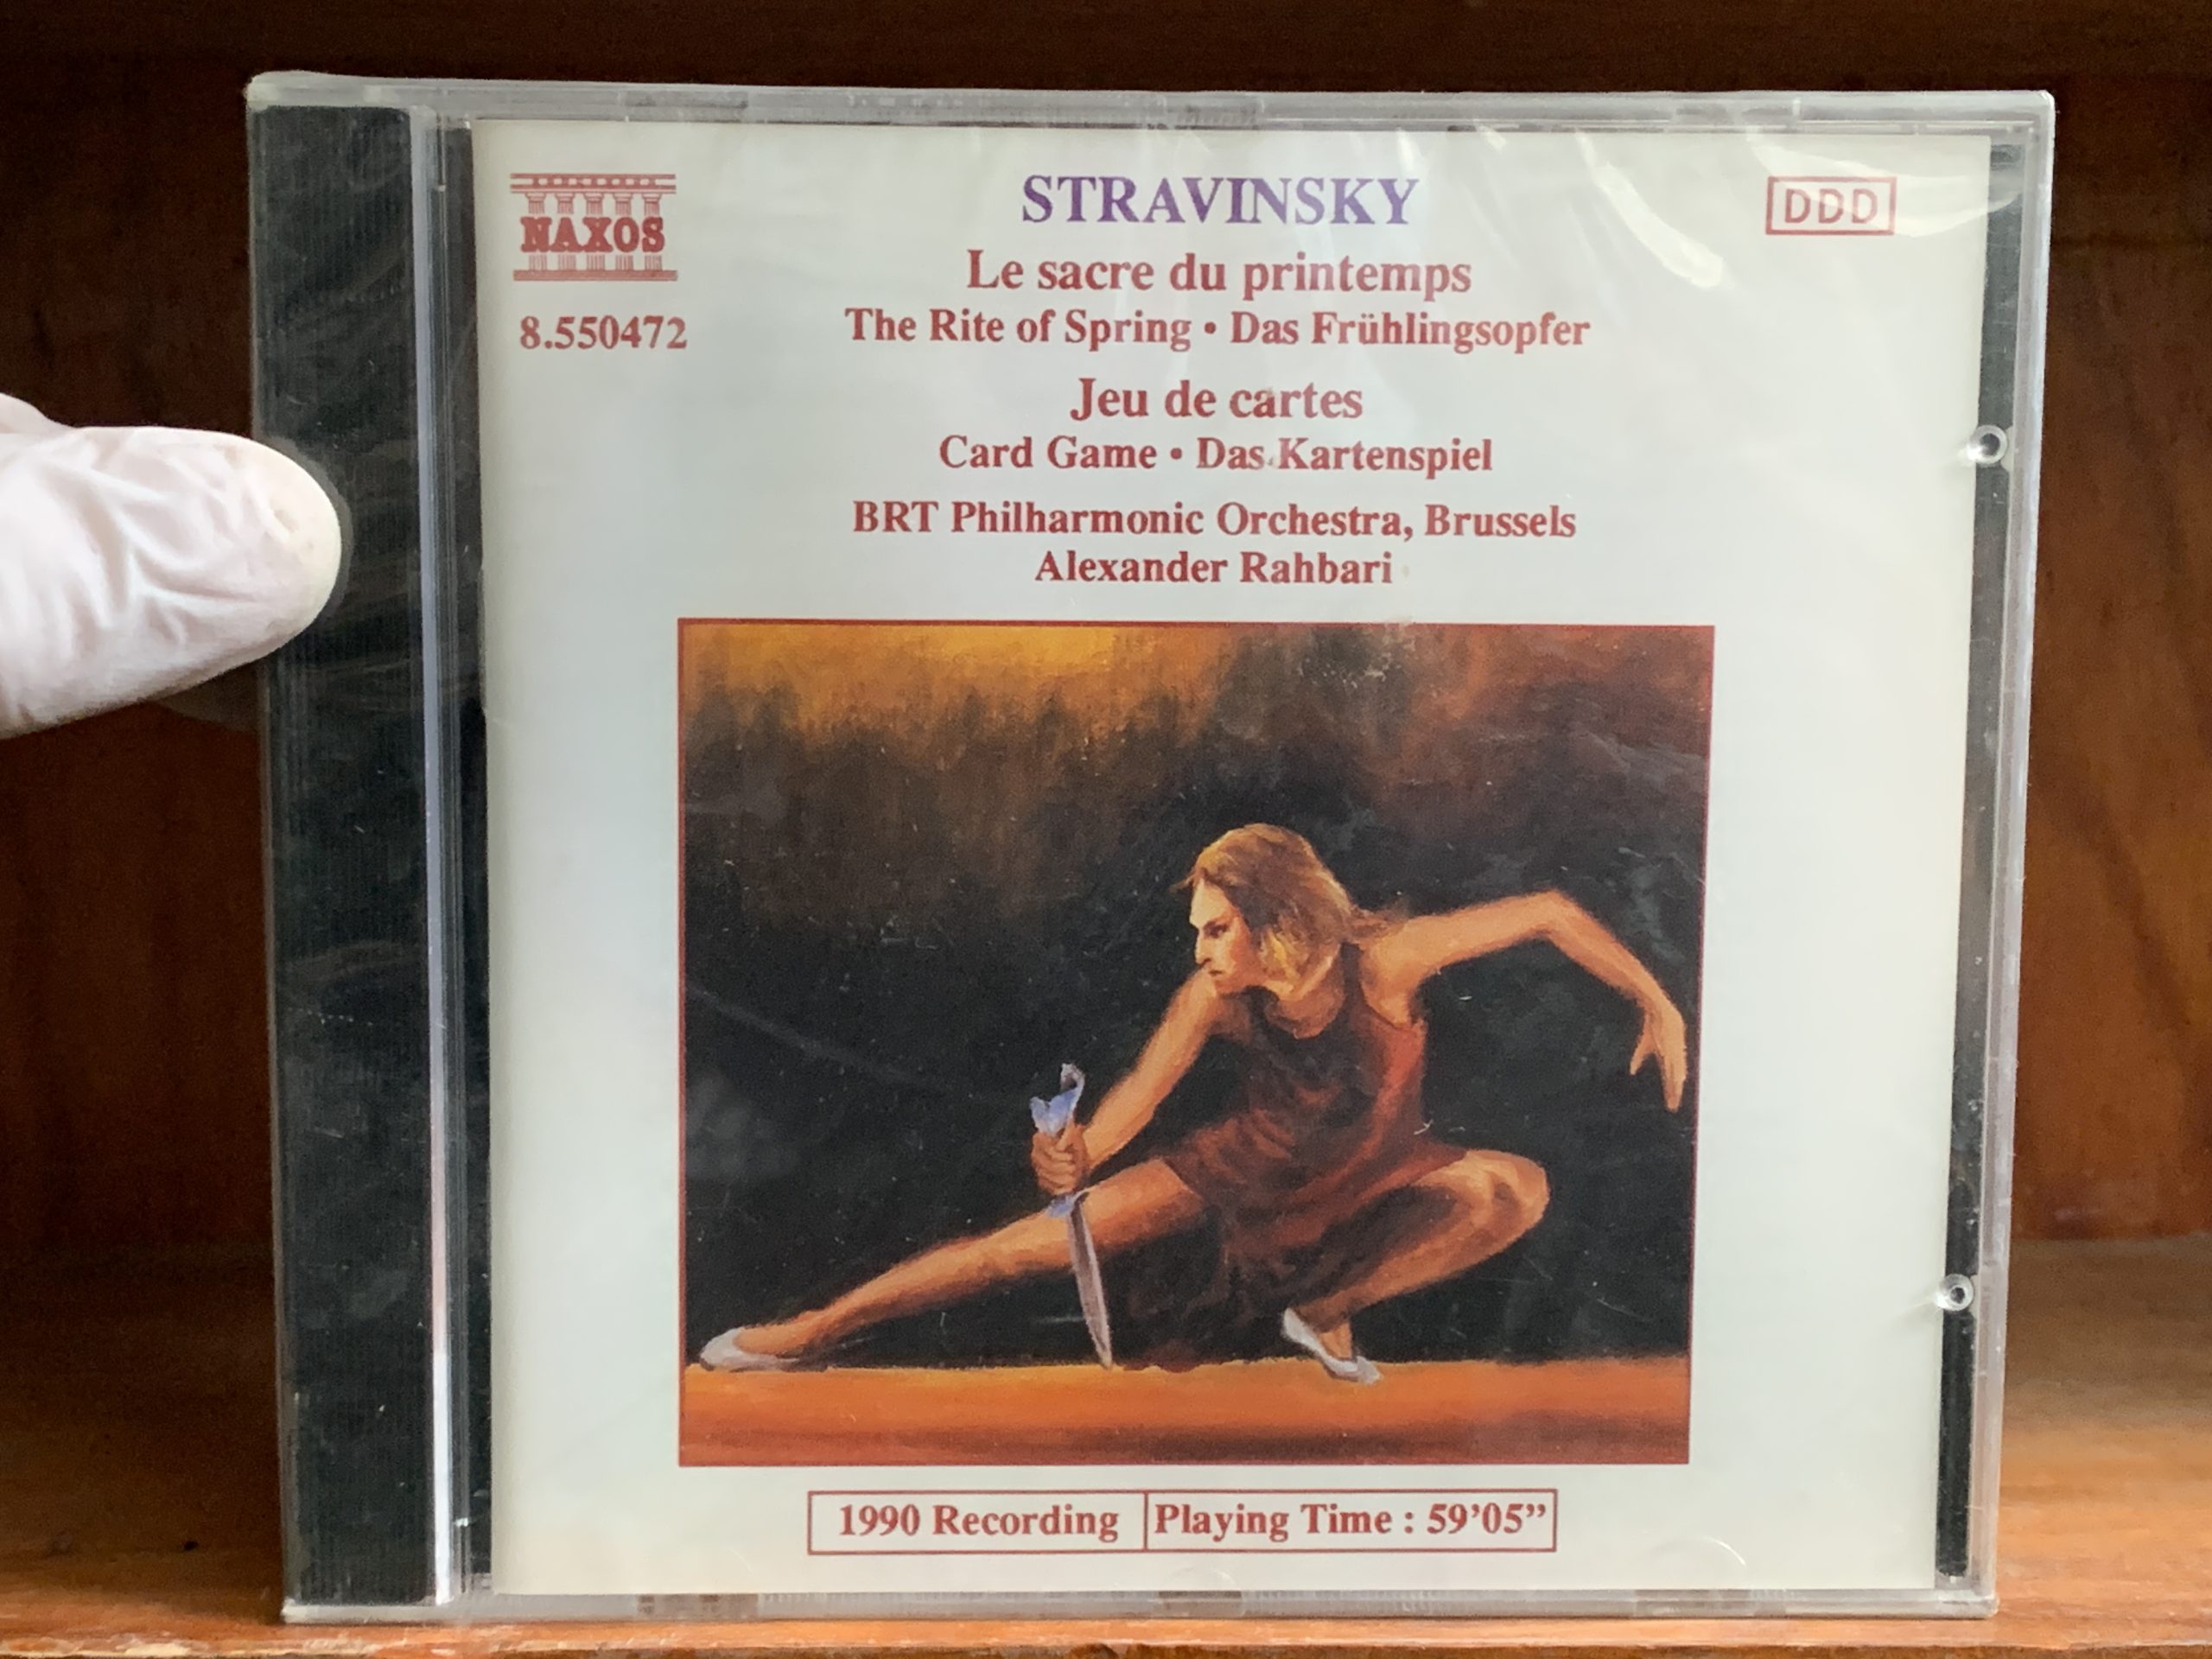 NAXOS
8.550472
STRAVINSKY
DDD
Le sacre du printemps
The Rite of Spring • Das Frühlingsopfer
Jeu de cartes
Card Game • Das Kartenspiel
BRT Philharmonic Orchestra, Brussels
Alexander Rahbari
1990 Recording
Playing Time : 59’05”